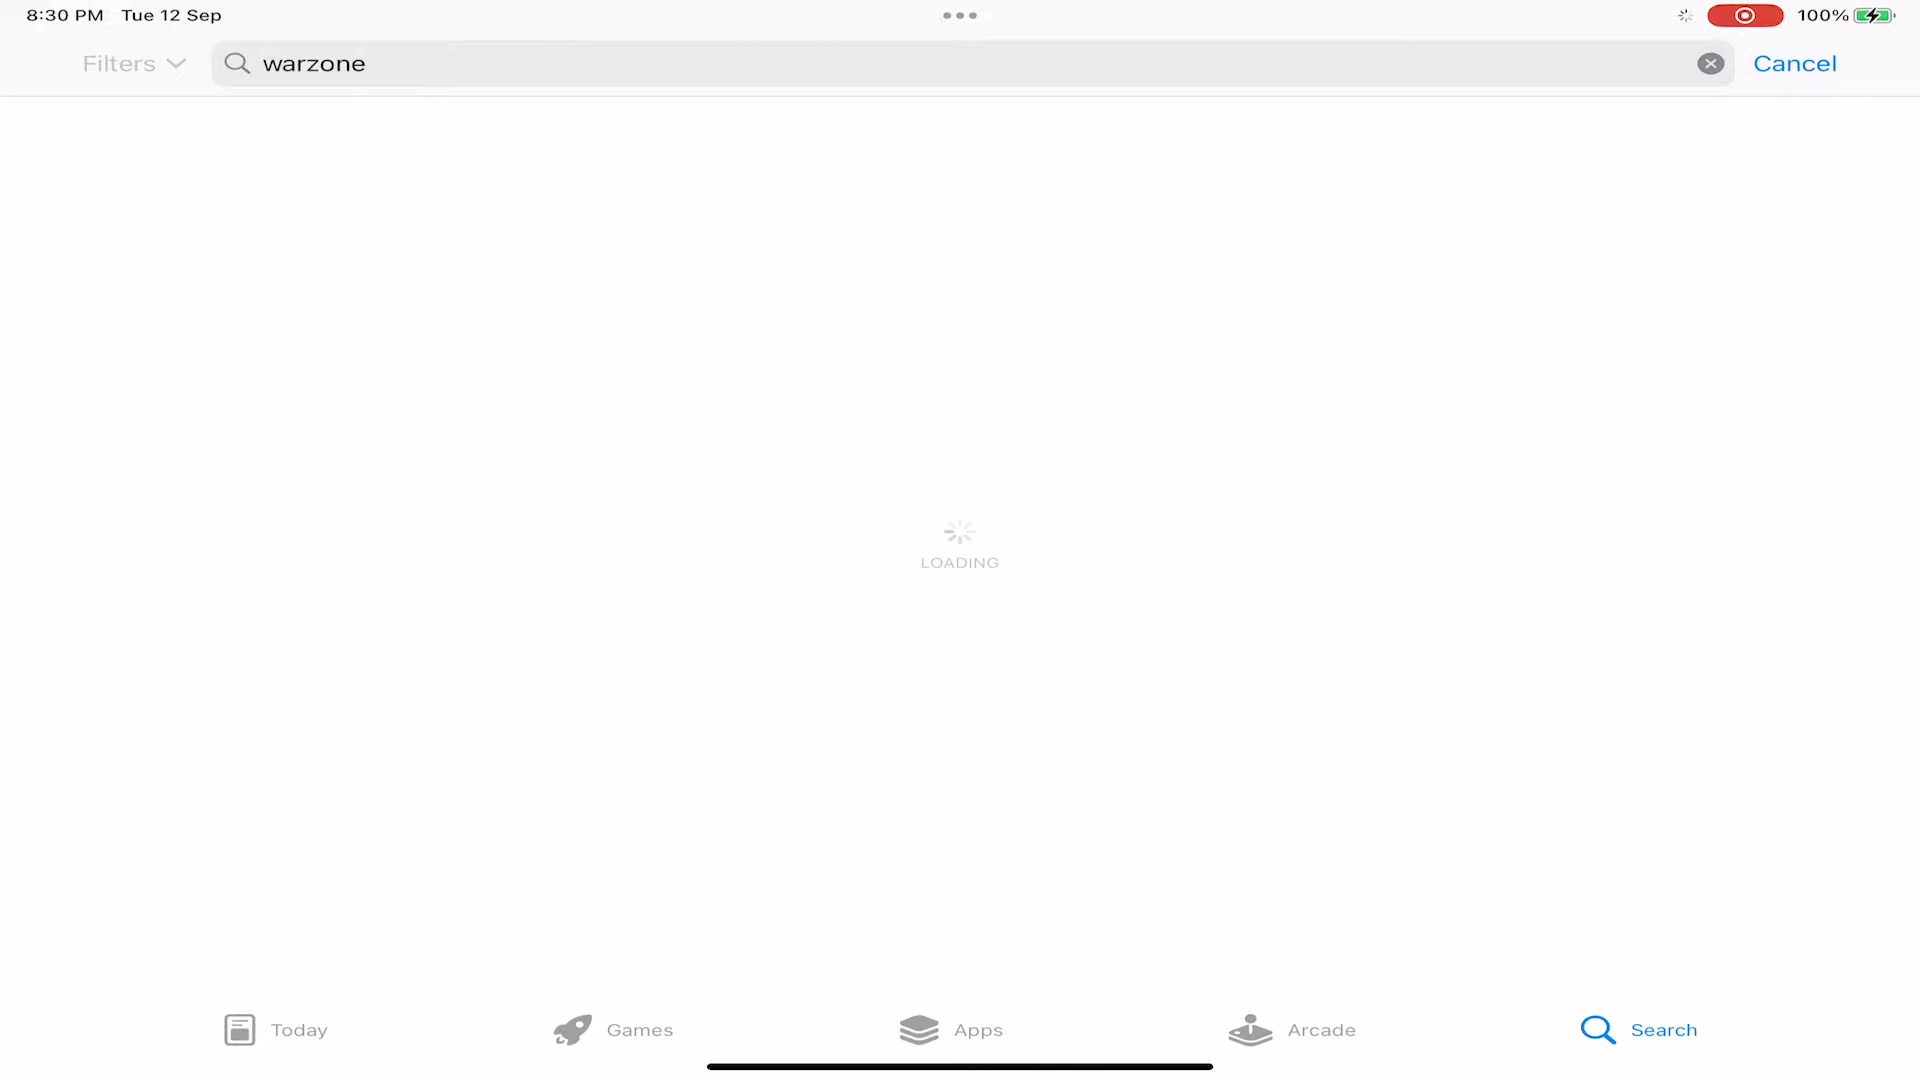 8:30 PM Tue 12 Sep
100%
Filters
warzone
Cancel
LOADING
Today
Games
Apps
Arcade
Search